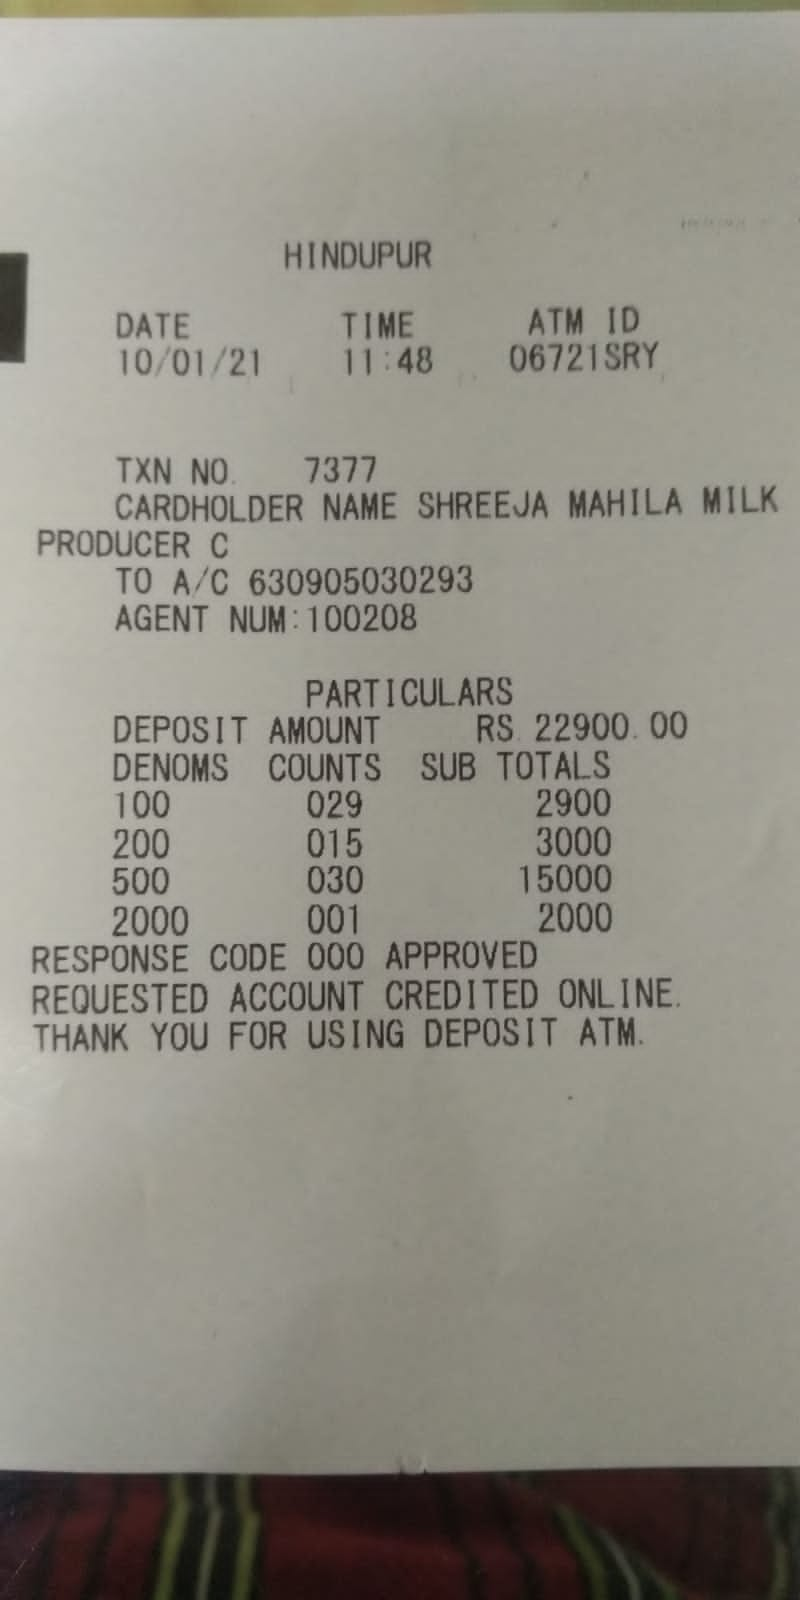 HINDUPUR
DATE TIME ATM ID
10/01/21 11:48 06721SRY
TXN NO. 7377
CARDHOLDER NAME SHREEJA MAHILA MILK
PRODUCER C
TO A/C 630905030293
AGENT NUM:100208
PARTICULARS
DEPOSIT AMOUNT RS. 22900.00
DENOMS COUNTS SUB TOTALS
100 029 2900
200 015 3000
500 030 15000
2000 001 2000
RESPONSE CODE 000 APPROVED
REQUESTED ACCOUNT CREDITED ONLINE.
THANK YOU FOR USING DEPOSIT ATM.